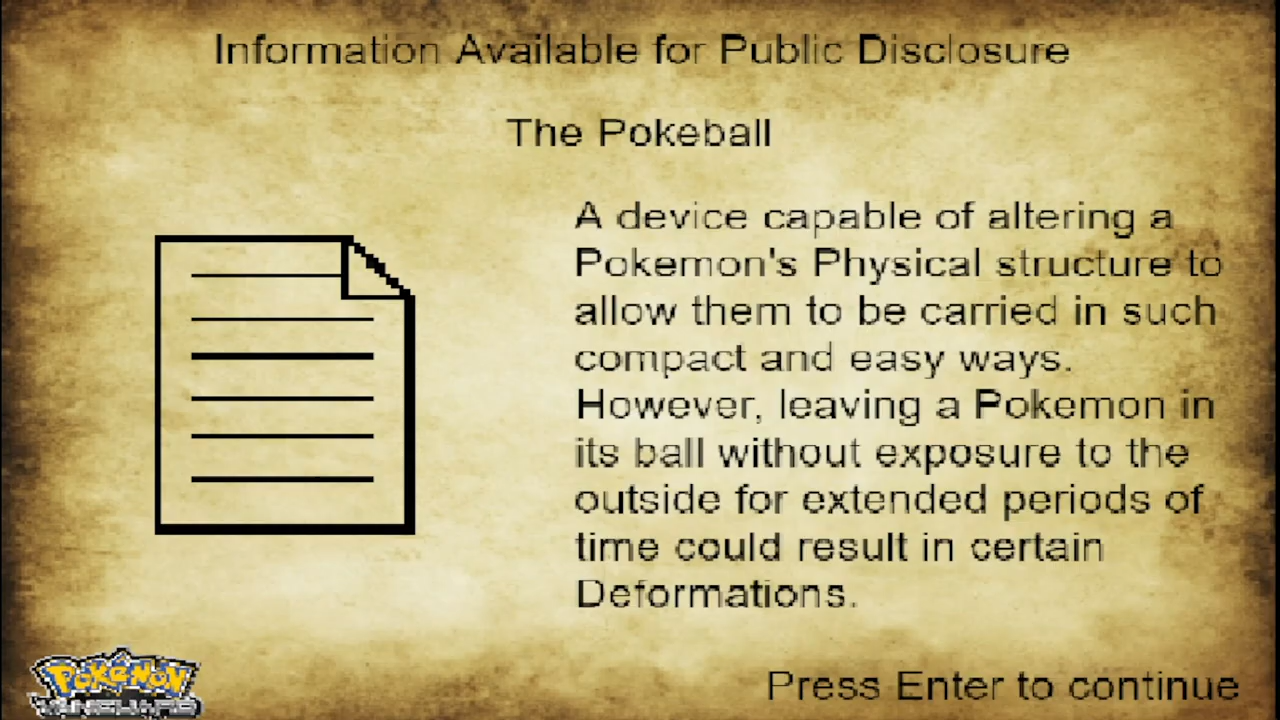 Information Available for Public Disclosure
The Pokeball
A device capable of altering a
Pokemon's Physical structure to
allow them to be carried in such
compact and easy ways.
However, leaving a Pokemon in
its ball without exposure to the
outside for extended periods of
time could result in certain
Deformations.
POKéMON
VANGUARD
Press Enter to continue